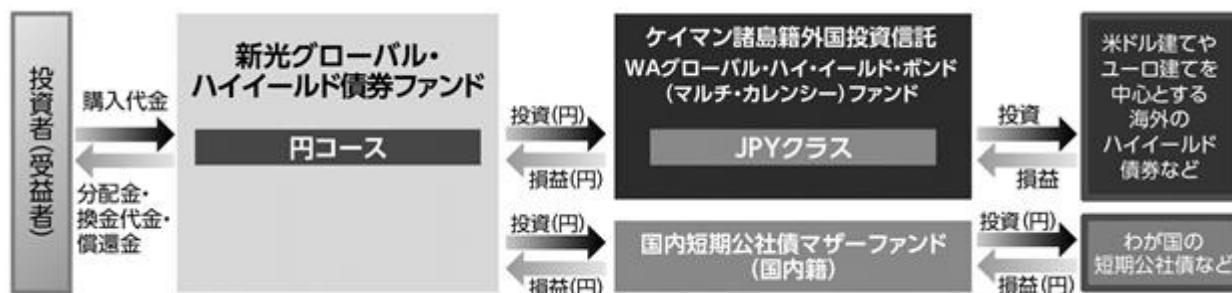 投資者(受益者)
購入代金
分配金・
換金代金・
償還金
新光グローバル・
ハイイールド債券ファンド
円コース
投資(円)
損益(円)
投資(円)
損益(円)
ケイマン諸島籍外国投資信託
WAグローバル・ハイ・イールド・ボンド
(マルチ・カレンシー)ファンド
JPYクラス
国内短期公社債マザーファンド
(国内籍)
投資
損益
投資(円)
損益(円)
米ドル建てや
ユーロ建てを
中心とする
海外の
ハイイールド
債券など
わが国の
短期公社債など